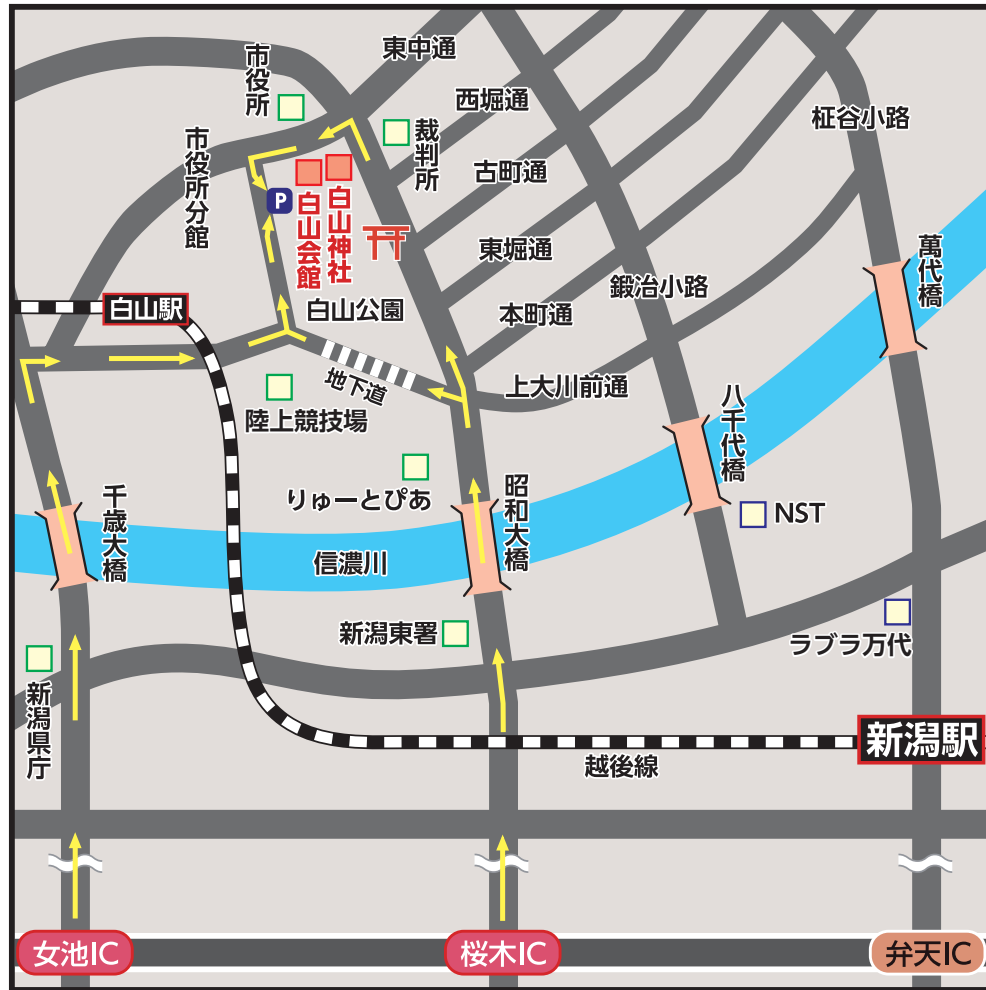 東中通
市役所
西堀通
柾谷小路
裁判所
市役所分館
古町通
P
白山神社
白山会館
東堀通
萬代橋
鍛冶小路
白山駅
白山公園
本町通
地下道
上大川前通
八千代橋
陸上競技場
りゅーとぴあ
昭和大橋
千歳大橋
NST
信濃川
新潟東署
ラブラ万代
新潟県庁
新潟駅
越後線
女池IC
桜木IC
弁天IC